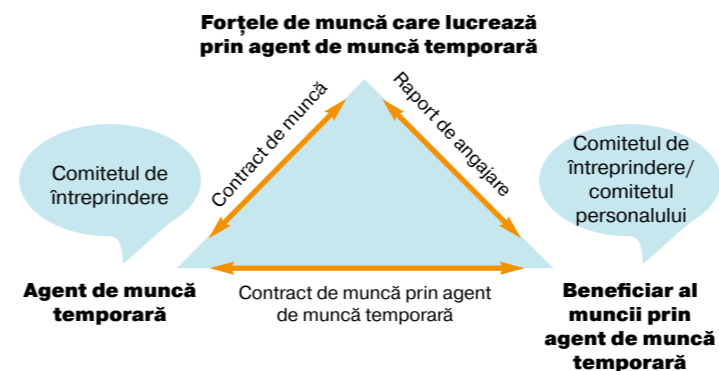 Forțele de muncă care lucrează
prin agent de muncă temporară
Contract de muncă
Raport de angajare
Comitetul de
întreprindere
Comitetul de
întreprindere/
comitetul
personalului
Agent de muncă
temporară
Contract de muncă prin agent
de muncă temporară
Beneficiar al
muncii prin
agent de muncă
temporară